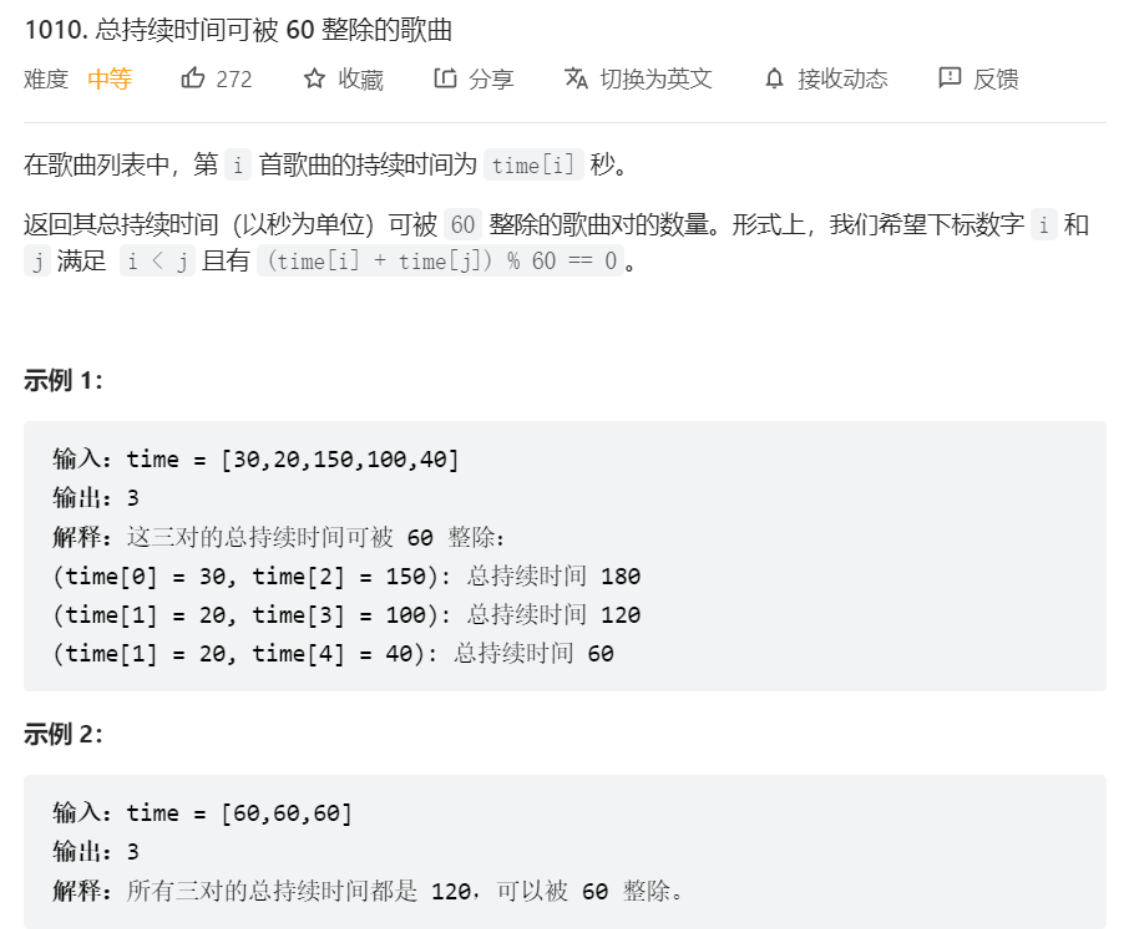 1010. 总持续时间可被 60 整除的歌曲
难度 中等 272 收藏 分享 切换为英文 接收动态 反馈
在歌曲列表中，第 i 首歌曲的持续时间为 time[i] 秒。
返回其总持续时间（以秒为单位）可被 60 整除的歌曲对的数量。形式上，我们希望下标数字 i 和
j 满足 i < j 且有 (time[i] + time[j]) % 60 == 0。
示例 1：
输入：time = [30,20,150,100,40]
输出：3
解释：这三对的总持续时间可被 60 整除：
(time[0] = 30, time[2] = 150): 总持续时间 180
(time[1] = 20, time[3] = 100): 总持续时间 120
(time[1] = 20, time[4] = 40): 总持续时间 60
示例 2：
输入：time = [60,60,60]
输出：3
解释：所有三对的总持续时间都是 120，可以被 60 整除。